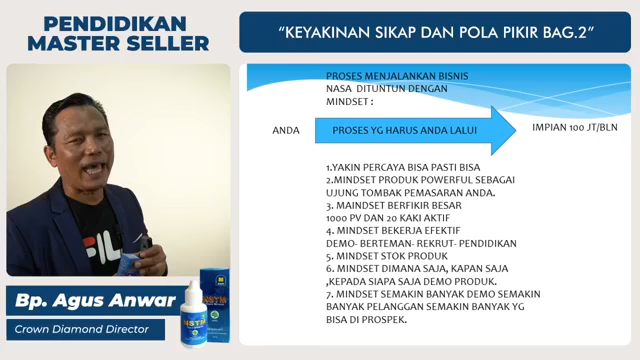 PENDIDIKAN
MASTER SELLER
"KEYAKINAN SIKAP DAN POLA PIKIR BAG.2"
PROSES MENJALANKAN BISNIS
NASA DITUNTUN DENGAN
MINDSET :
ANDA
PROSES YG HARUS ANDA LALUI
IMPIAN 100 JT/BLN
1.YAKIN PERCAYA BISA PASTI BISA
2.MINDSET PRODUK POWERFUL SEBAGAI
UJUNG TOMBAK PEMASARAN ANDA.
3. MAINDSET BERFIKIR BESAR
1000 PV DAN 20 KAKI AKTIF
4. MINDSET BEKERJA EFEKTIF
DEMO- BERTEMAN- REKRUT- PENDIDIKAN
5. MINDSET STOK PRODUK
6. MINDSET DIMANA SAJA, KAPAN SAJA
,KEPADA SIAPA SAJA DEMO PRODUK.
7. MINDSET SEMAKIN BANYAK DEMO SEMAKIN
BANYAK PELANGGAN SEMAKIN BANYAK YG
BISA DI PROSPEK.
FILA
Bp. Agus Anwar
Crown Diamond Director